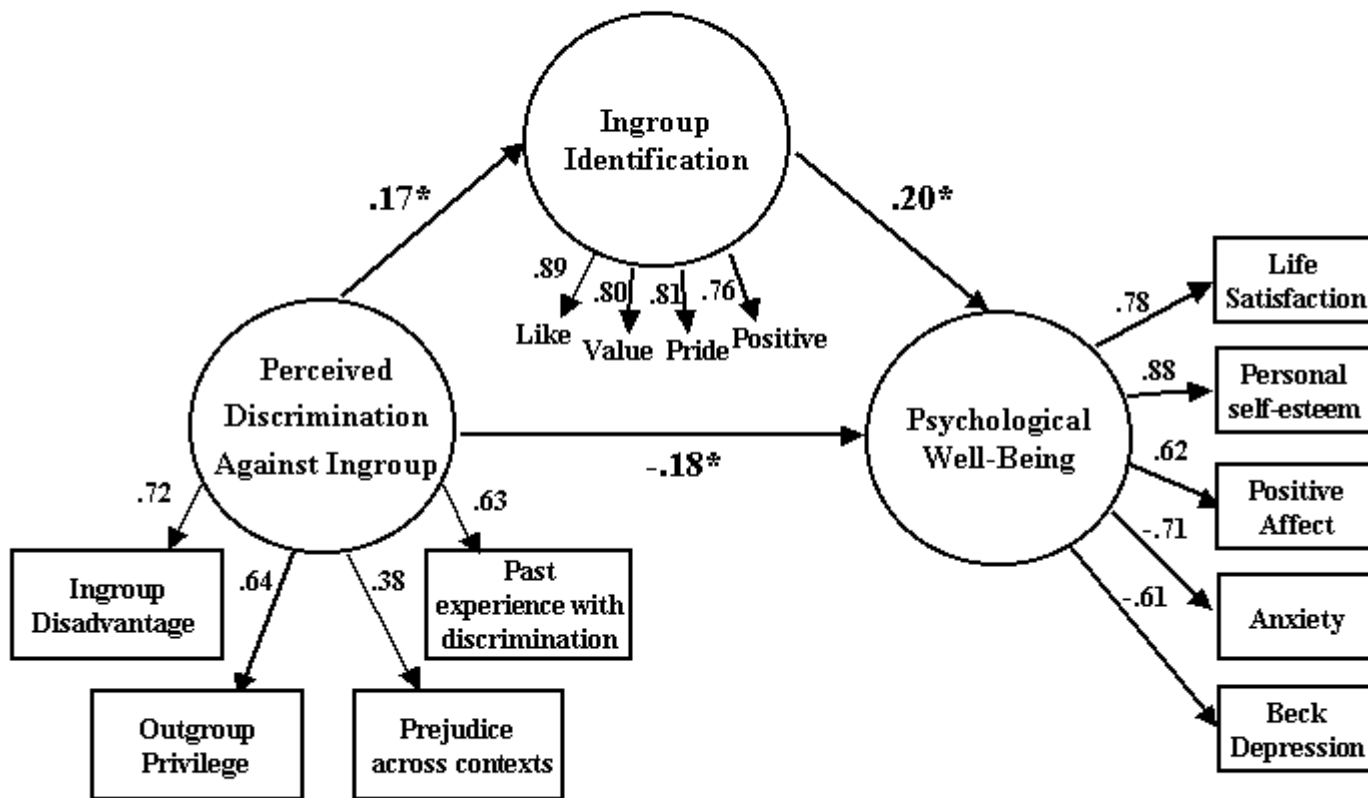 Ingroup
Identification
.17*
.20*
.89
.80
.81
.76
Like
Value
Pride
Positive
Perceived
Discrimination
Against Ingroup
-.18*
Psychological
Well-Being
.72
.64
.38
.63
Ingroup
Disadvantage
Outgroup
Privilege
Prejudice
across contexts
Past
experience with
discrimination
.78
.88
.62
-.71
-.61
Life
Satisfaction
Personal
self-esteem
Positive
Affect
Anxiety
Beck
Depression